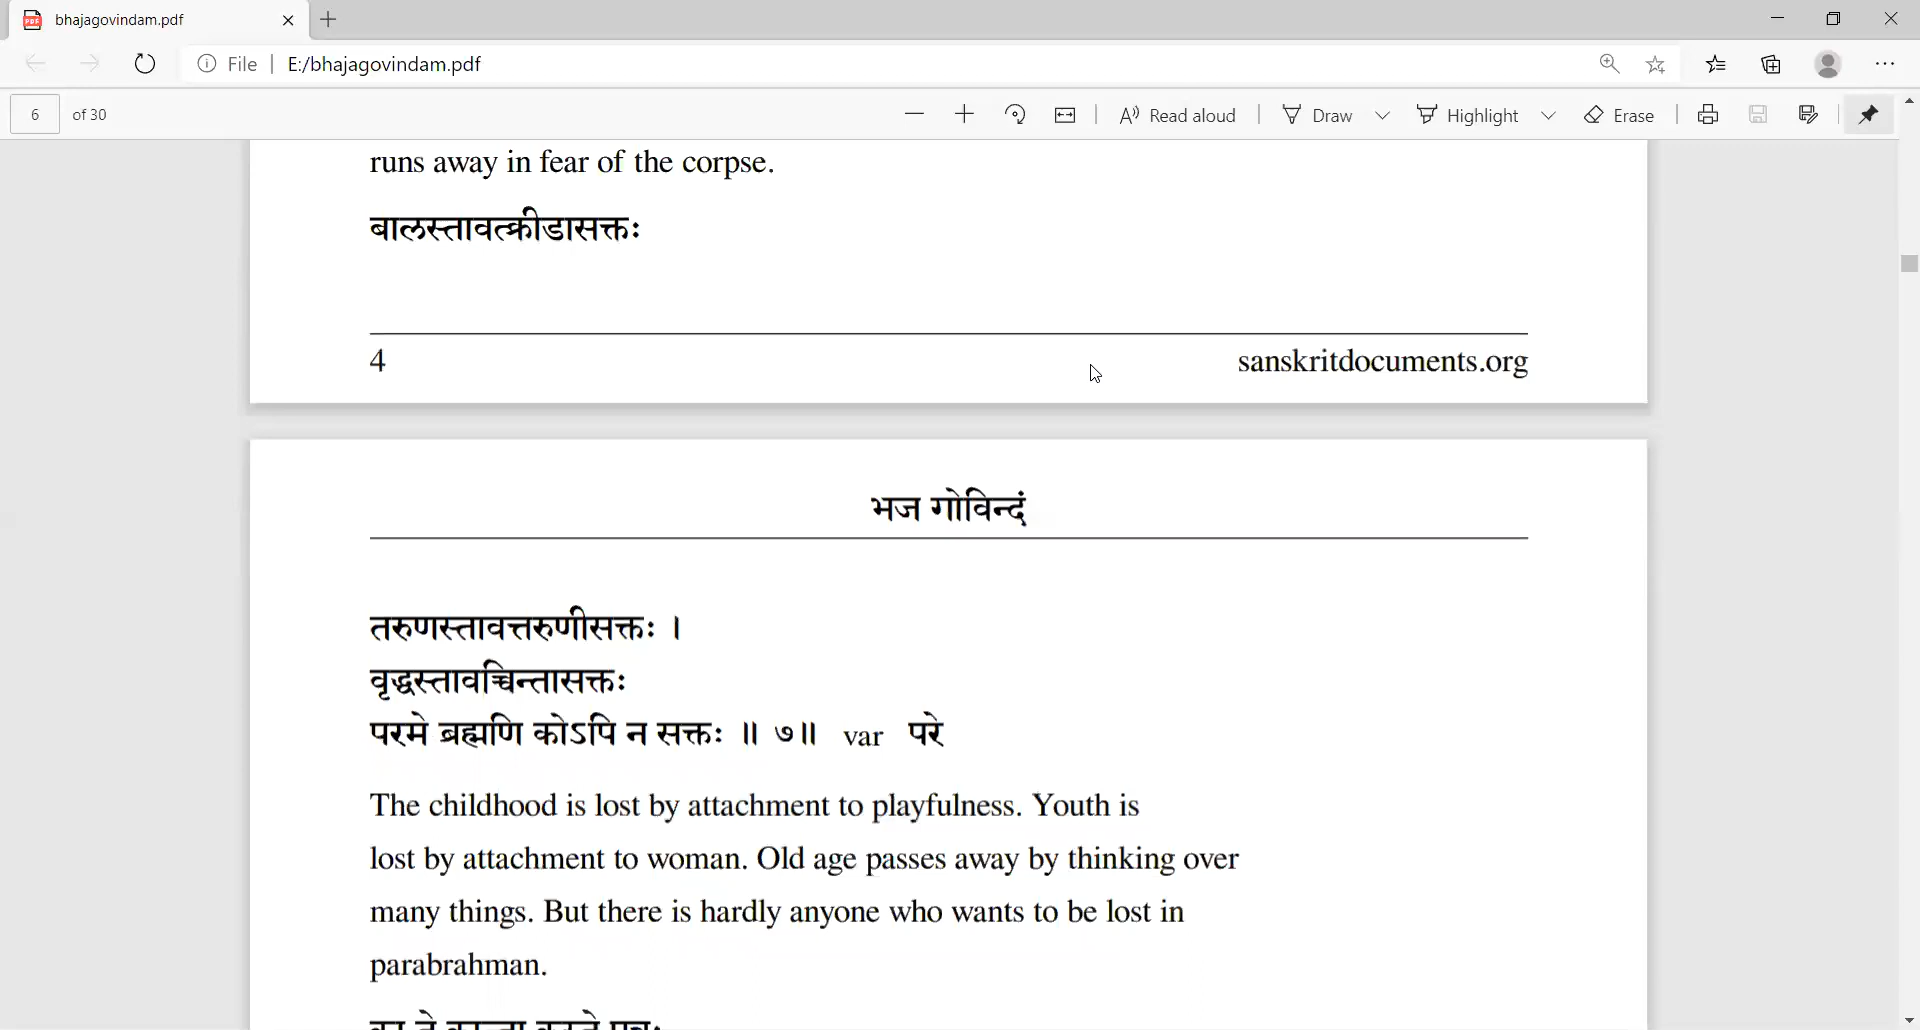 bhajagovindam.pdf
File | E:/bhajagovindam.pdf
6 of 30
Read aloud
Draw
Highlight
Erase
runs away in fear of the corpse.
बालस्तावत्क्रीडासक्तः
4 sanskritdocuments.org
भज गोविन्दं
तरुणस्तावत्तरुणीसक्तः ।
वृद्धस्तावच्चिन्तासक्तः
परमे ब्रह्मणि कोऽपि न सक्तः ॥ ७॥ var परे
The childhood is lost by attachment to playfulness. Youth is
lost by attachment to woman. Old age passes away by thinking over
many things. But there is hardly anyone who wants to be lost in
parabrahman.